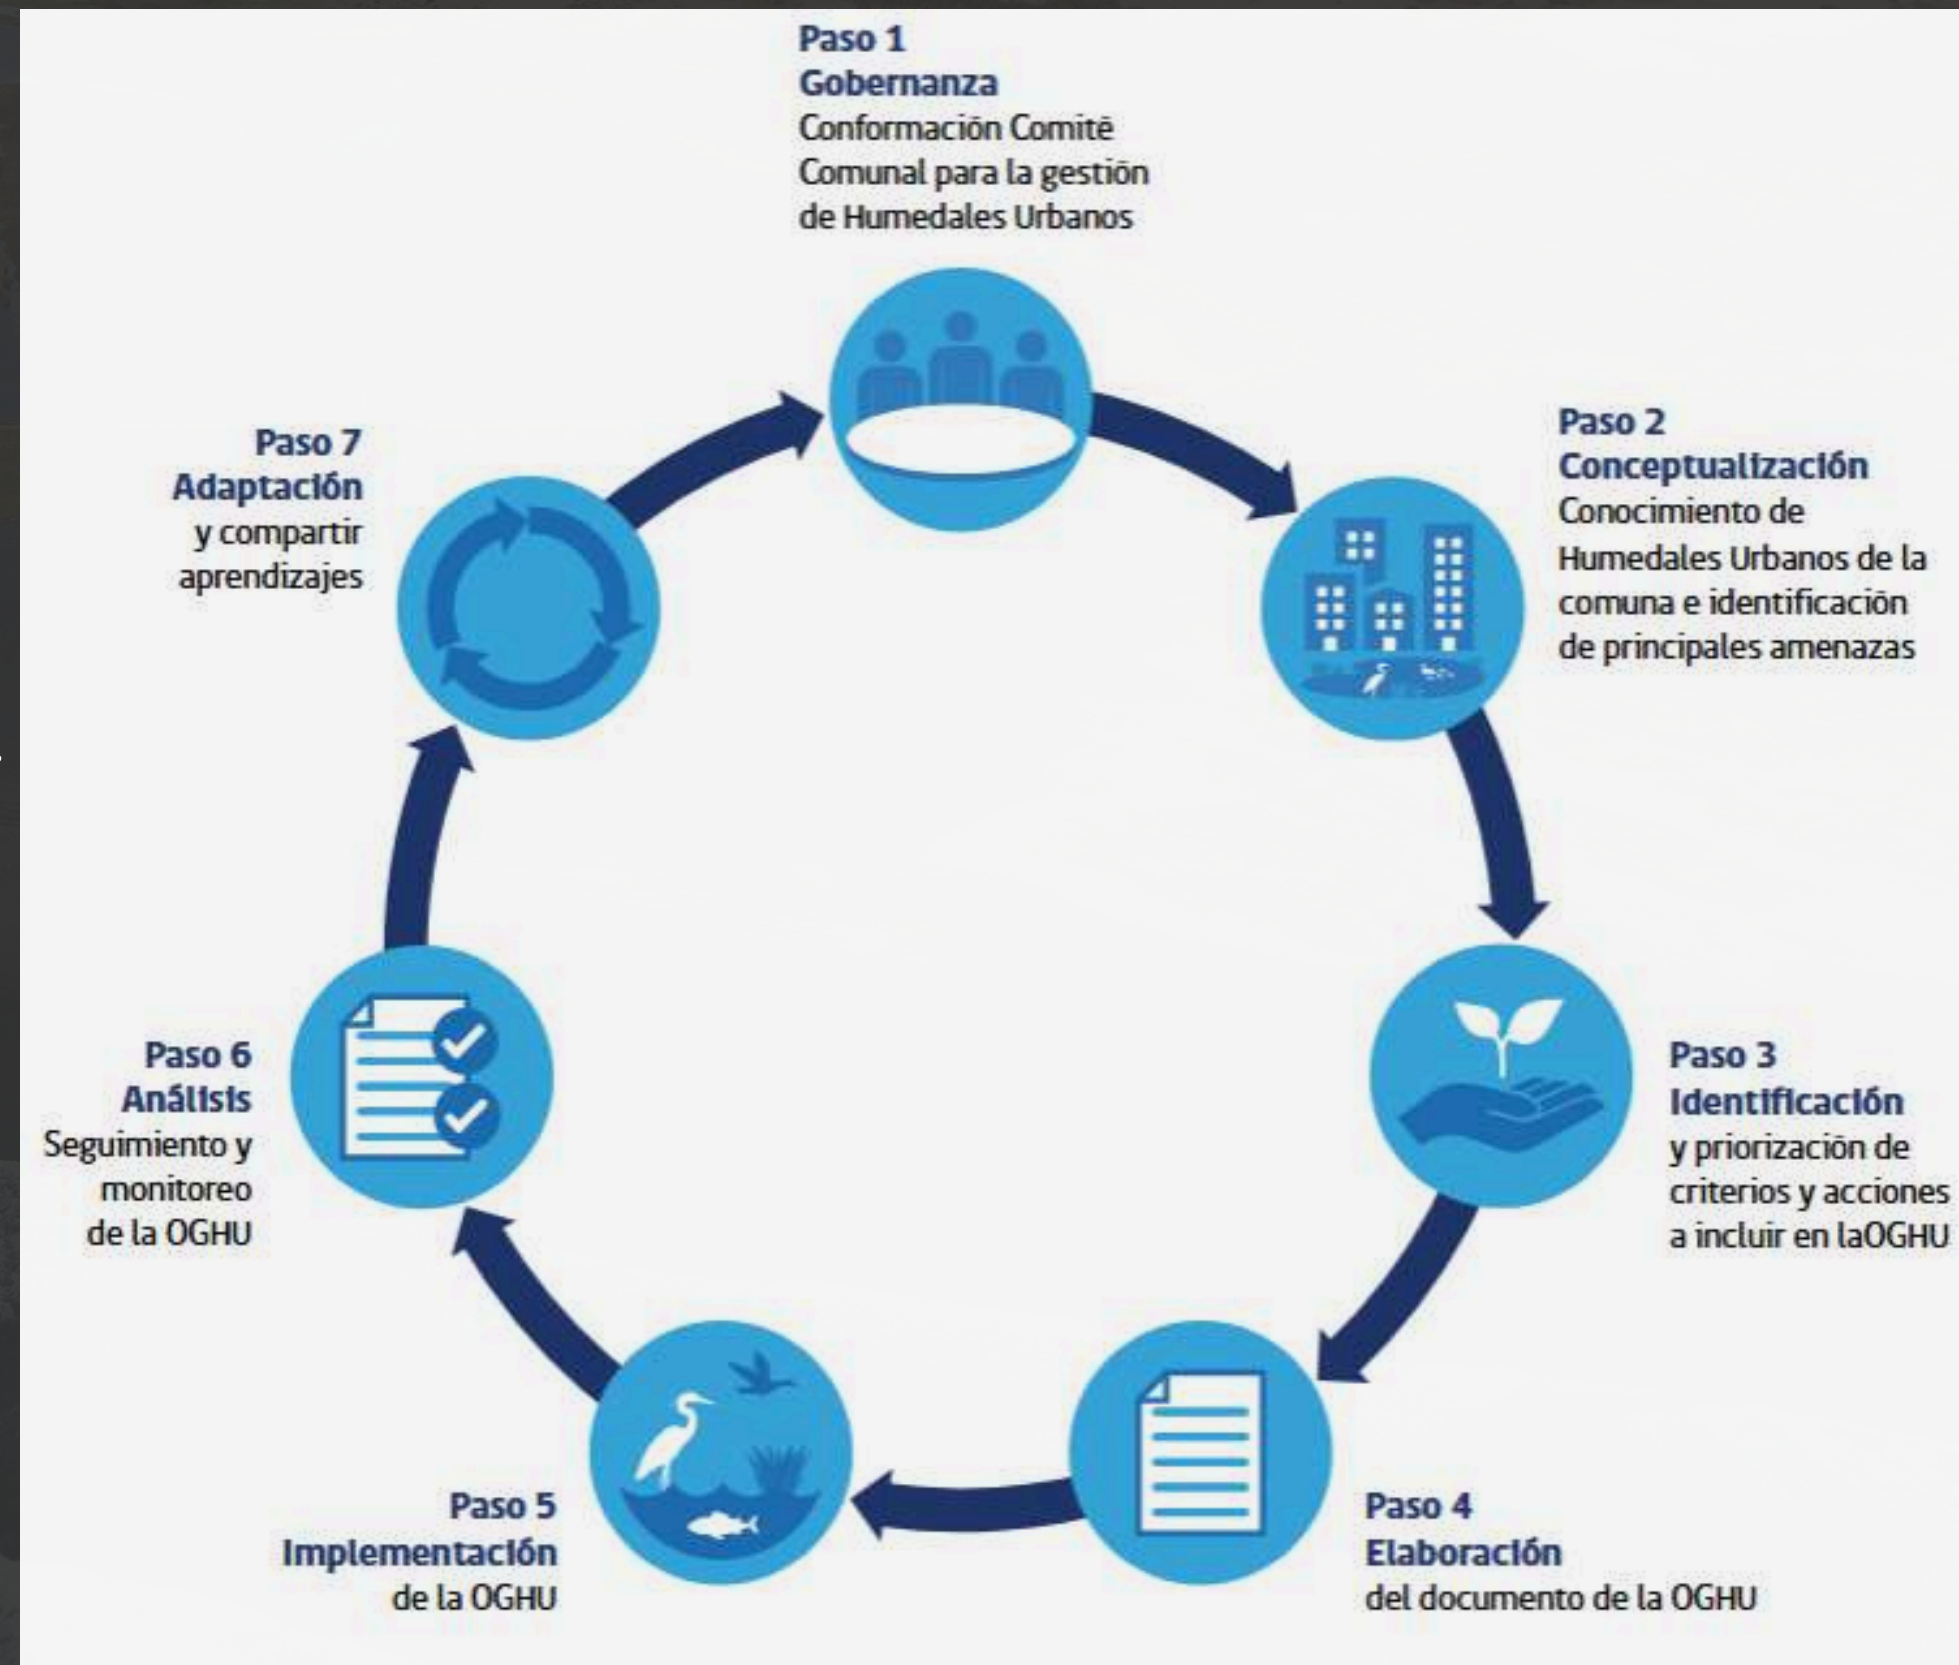 Paso 1
Gobernanza
Conformación Comité
Comunal para la gestión
de Humedales Urbanos
Paso 2
Conceptualización
Conocimiento de
Humedales Urbanos de la
comuna e identificación
de principales amenazas
Paso 3
Identificación
y priorización de
criterios y acciones
a incluir en laOGHU
Paso 4
Elaboración
del documento de la OGHU
Paso 5
Implementación
de la OGHU
Paso 6
Análisis
Seguimiento y
monitoreo
de la OGHU
Paso 7
Adaptación
y compartir
aprendizajes